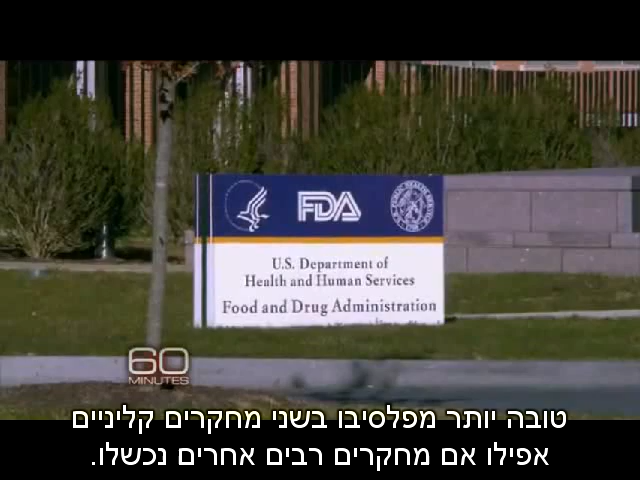 FDA
U.S. Department of
Health and Human Services
Food and Drug Administration
60
MINUTES
טובה יותר מפלסיבו בשני מחקרים קליניים
אפילו אם מחקרים רבים אחרים נכשלו.